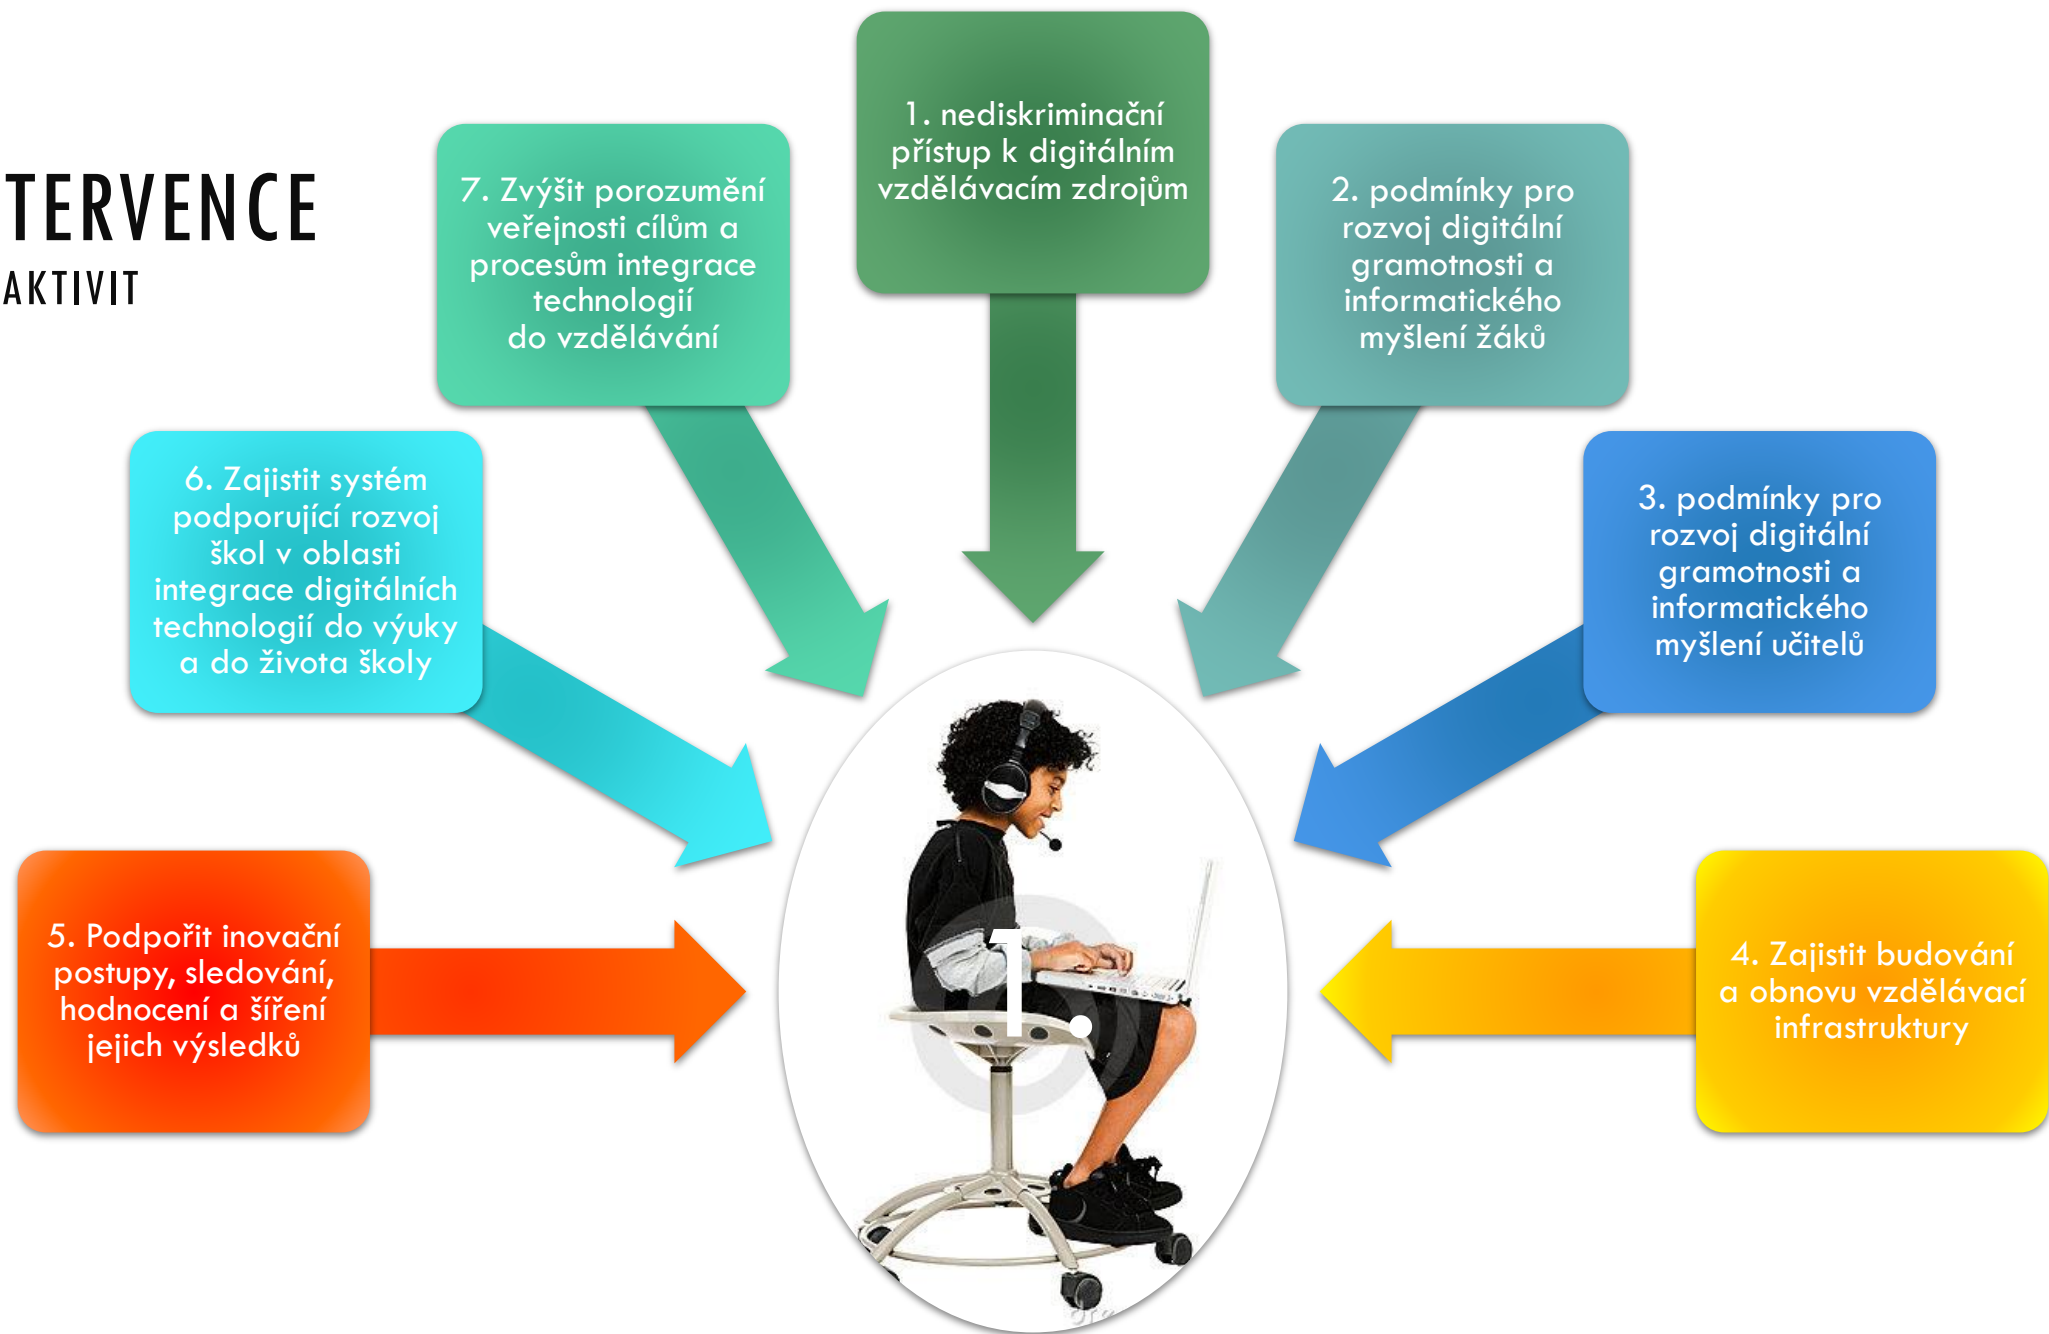 TERVENCE
AKTIVIT
1. nediskriminační
přístup k digitálním
vzdělávacím zdrojům
2. podmínky pro
rozvoj digitální
gramotnosti a
informatického
myšlení žáků
3. podmínky pro
rozvoj digitální
gramotnosti a
informatického
myšlení učitelů
4. Zajistit budování
a obnovu vzdělávací
infrastruktury
5. Podpořit inovační
postupy, sledování,
hodnocení a šíření
jejich výsledků
6. Zajistit systém
podporující rozvoj
škol v oblasti
integrace digitálních
technologií do výuky
a do života školy
7. Zvýšit porozumění
veřejnosti cílům a
procesům integrace
technologií
do vzdělávání
1.